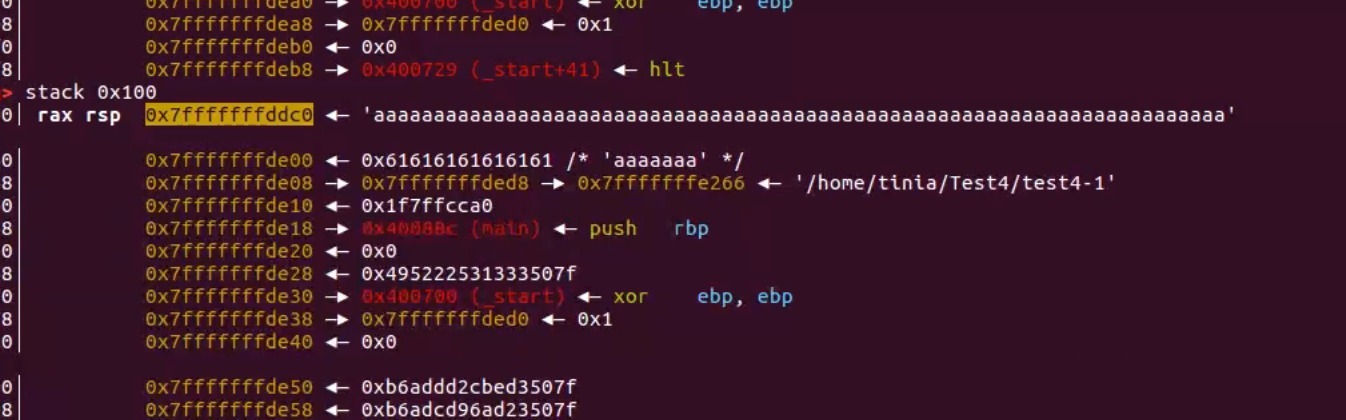 0│ 0x7fffffffdea0 —▸ 0x400700 (_start) ◂— xor    ebp, ebp
8│ 0x7fffffffdea8 —▸ 0x7fffffffded0 ◂— 0x1
0│ 0x7fffffffdeb0 ◂— 0x0
8│ 0x7fffffffdeb8 —▸ 0x400729 (_start+41) ◂— hlt
> stack 0x100
0│ rax rsp  0x7fffffffddc0 ◂— 'aaaaaaaaaaaaaaaaaaaaaaaaaaaaaaaaaaaaaaaaaaaaaaaaaaaaaaaaaaaaaaaaaaaaaaa'
0│ 0x7fffffffde00 ◂— 0x61616161616161 /* 'aaaaaaa' */
8│ 0x7fffffffde08 —▸ 0x7fffffffded8 —▸ 0x7fffffffe266 ◂— '/home/tinia/Test4/test4-1'
0│ 0x7fffffffde10 ◂— 0x1f7ffcca0
8│ 0x7fffffffde18 —▸ (main) ◂— push   rbp
0│ 0x7fffffffde20 ◂— 0x0
8│ 0x7fffffffde28 ◂— 0x495222531333507f
0│ 0x7fffffffde30 —▸ 0x400700 (_start) ◂— xor    ebp, ebp
8│ 0x7fffffffde38 —▸ 0x7fffffffded0 ◂— 0x1
0│ 0x7fffffffde40 ◂— 0x0
0│ 0x7fffffffde50 ◂— 0xb6addd2cbed3507f
8│ 0x7fffffffde58 ◂— 0xb6adcd96ad23507f